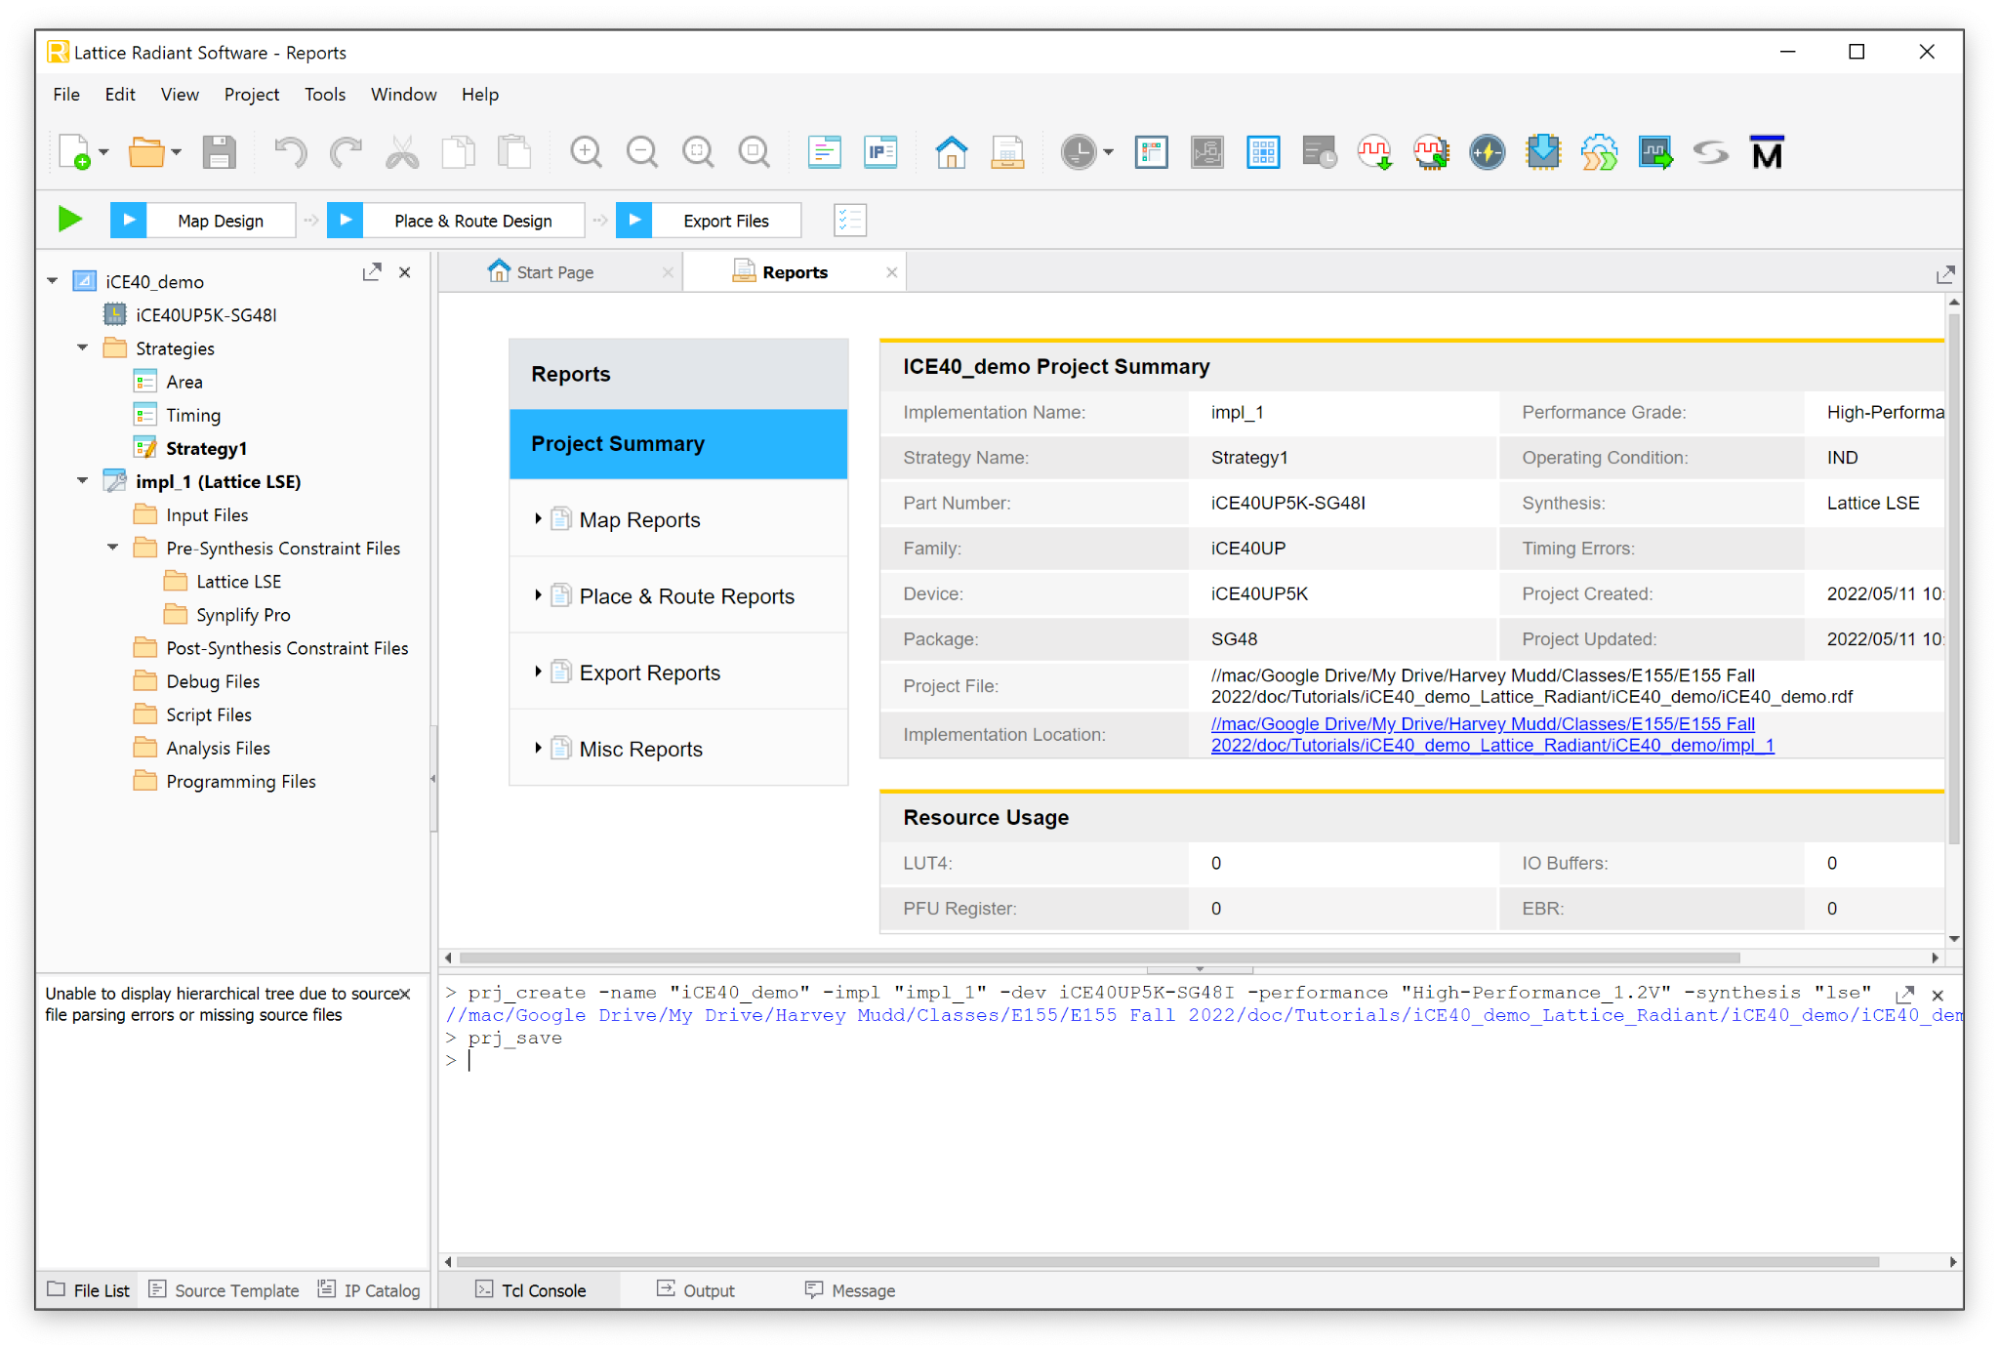 Lattice Radiant Software - Reports
File Edit View Project Tools Window Help
IP
M
Map Design Place & Route Design Export Files
iCE40_demo
iCE40UP5K-SG48I
Strategies
Area
Timing
Strategy1
impl_1 (Lattice LSE)
Input Files
Pre-Synthesis Constraint Files
Lattice LSE
Synplify Pro
Post-Synthesis Constraint Files
Debug Files
Script Files
Analysis Files
Programming Files
Start Page Reports
Reports
Project Summary
Map Reports
Place & Route Reports
Export Reports
Misc Reports
ICE40_demo Project Summary
Implementation Name: impl_1 Performance Grade: High-Performa
Strategy Name: Strategy1 Operating Condition: IND
Part Number: iCE40UP5K-SG48I Synthesis: Lattice LSE
Family: iCE40UP Timing Errors:
Device: iCE40UP5K Project Created: 2022/05/11 10:
Package: SG48 Project Updated: 2022/05/11 10:
Project File: //mac/Google Drive/My Drive/Harvey Mudd/Classes/E155/E155 Fall
2022/doc/Tutorials/iCE40_demo_Lattice_Radiant/iCE40_demo/iCE40_demo.rdf
Implementation Location: //mac/Google Drive/My Drive/Harvey Mudd/Classes/E155/E155 Fall
2022/doc/Tutorials/iCE40_demo_Lattice_Radiant/iCE40_demo/impl_1
Resource Usage
LUT4: 0 IO Buffers: 0
PFU Register: 0 EBR: 0
Unable to display hierarchical tree due to source
file parsing errors or missing source files
> prj_create -name "iCE40_demo" -impl "impl_1" -dev iCE40UP5K-SG48I -performance "High-Performance_1.2V" -synthesis "lse"
//mac/Google Drive/My Drive/Harvey Mudd/Classes/E155/E155 Fall 2022/doc/Tutorials/iCE40_demo_Lattice_Radiant/iCE40_demo/iCE40_dem
> prj_save
>
File List Source Template IP Catalog
Tcl Console Output Message